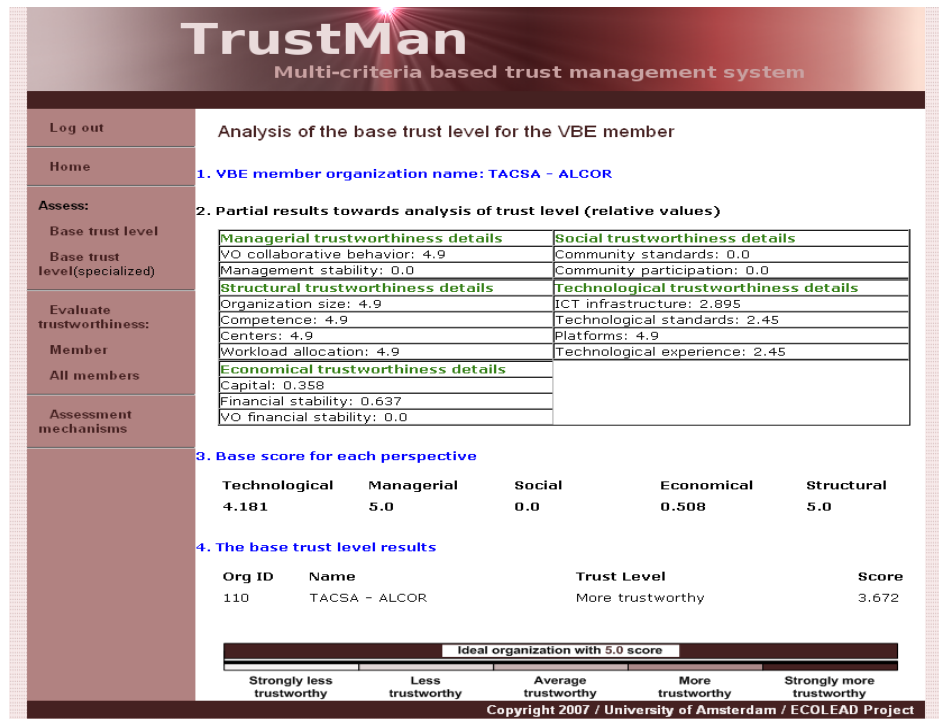 TrustMan
Multi-criteria based trust management system
Log out
Home
Assess:
Base trust level
Base trust
level(specialized)
Evaluate
trustworthiness:
Member
All members
Assessment
mechanisms
Analysis of the base trust level for the VBE member
1. VBE member organization name: TACSA - ALCOR
2. Partial results towards analysis of trust level (relative values)
Managerial trustworthiness details
VO collaborative behavior: 4.9
Management stability: 0.0
Social trustworthiness details
Community standards: 0.0
Community participation: 0.0
Structural trustworthiness details
Organization size: 4.9
Competence: 4.9
Centers: 4.9
Workload allocation: 4.9
Technological trustworthiness details
ICT infrastructure: 2.895
Technological standards: 2.45
Platforms: 4.9
Technological experience: 2.45
Economical trustworthiness details
Capital: 0.358
Financial stability: 0.637
VO financial stability: 0.0
3. Base score for each perspective
Technological Managerial Social Economical Structural
4.181 5.0 0.0 0.508 5.0
4. The base trust level results
Org ID Name Trust Level Score
110 TACSA - ALCOR More trustworthy 3.672
Ideal organization with 5.0 score
Strongly less trustworthy
Less trustworthy
Average trustworthy
More trustworthy
Strongly more trustworthy
Copyright 2007 / University of Amsterdam / ECOLEAD Project